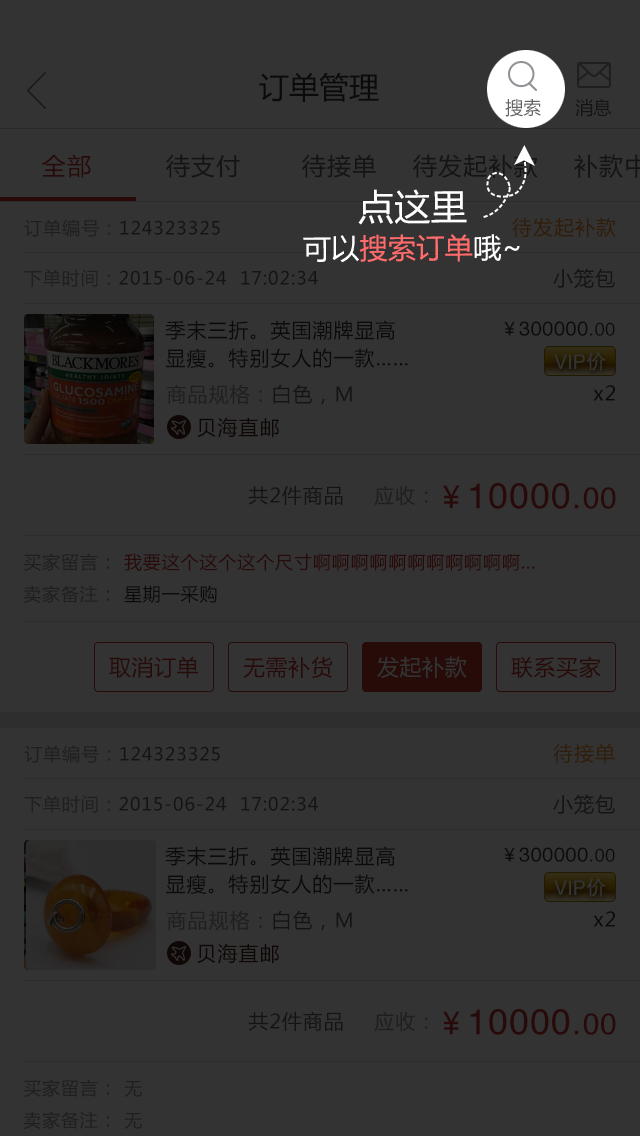 订单管理
搜索
消息
全部
待支付
待接单
待发起补款
补款中
点这里
可以搜索订单哦~
订单编号：124323325
待发起补款
下单时间：2015-06-24 17:02:34
小笼包
BLACKMORES
HEALTHY JOINTS
GLUCOSAMINE
1500
季末三折。英国潮牌显高
显瘦。特别女人的一款……
¥300000.00
VIP价
商品规格：白色，M
x2
贝海直邮
共2件商品 应收：¥10000.00
买家留言：我要这个这个这个尺寸啊啊啊啊啊啊啊啊啊啊啊...
卖家备注：星期一采购
取消订单
无需补货
发起补款
联系买家
订单编号：124323325
待接单
下单时间：2015-06-24 17:02:34
小笼包
季末三折。英国潮牌显高
显瘦。特别女人的一款……
¥300000.00
VIP价
商品规格：白色，M
x2
贝海直邮
共2件商品 应收：¥10000.00
买家留言：无
卖家备注：无